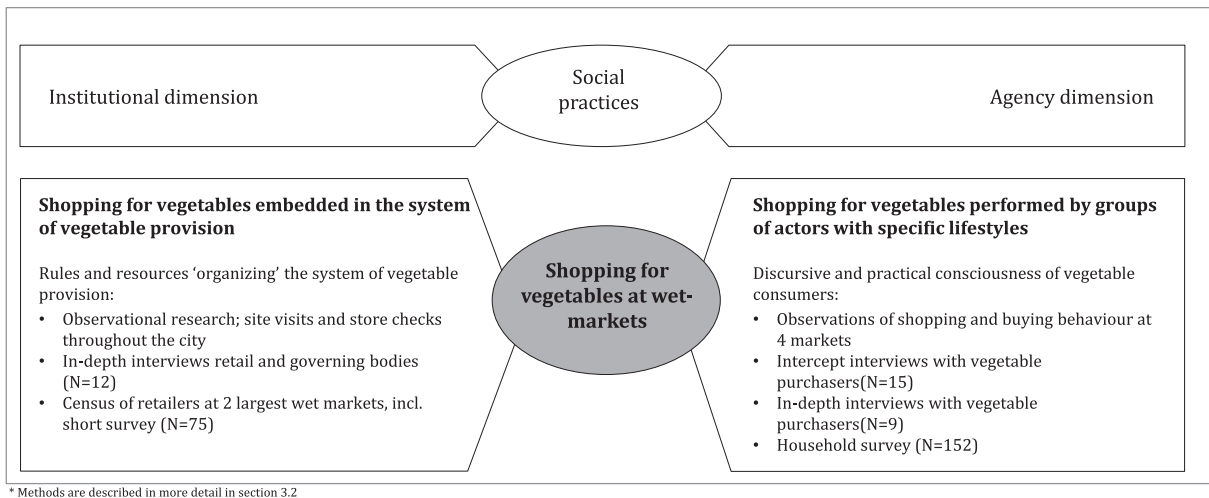 Institutional dimension
Social
practices
Agency dimension
Shopping for vegetables embedded in the system
of vegetable provision
Rules and resources ‘organizing’ the system of vegetable
provision:
• Observational research; site visits and store checks
throughout the city
• In-depth interviews retail and governing bodies
(N=12)
• Census of retailers at 2 largest wet markets, incl.
short survey (N=75)
Shopping for
vegetables at wet-
markets
Shopping for vegetables performed by groups
of actors with specific lifestyles
Discursive and practical consciousness of vegetable
consumers:
• Observations of shopping and buying behaviour at
4 markets
• Intercept interviews with vegetable
purchasers(N=15)
• In-depth interviews with vegetable
purchasers(N=9)
• Household survey (N=152)
* Methods are described in more detail in section 3.2